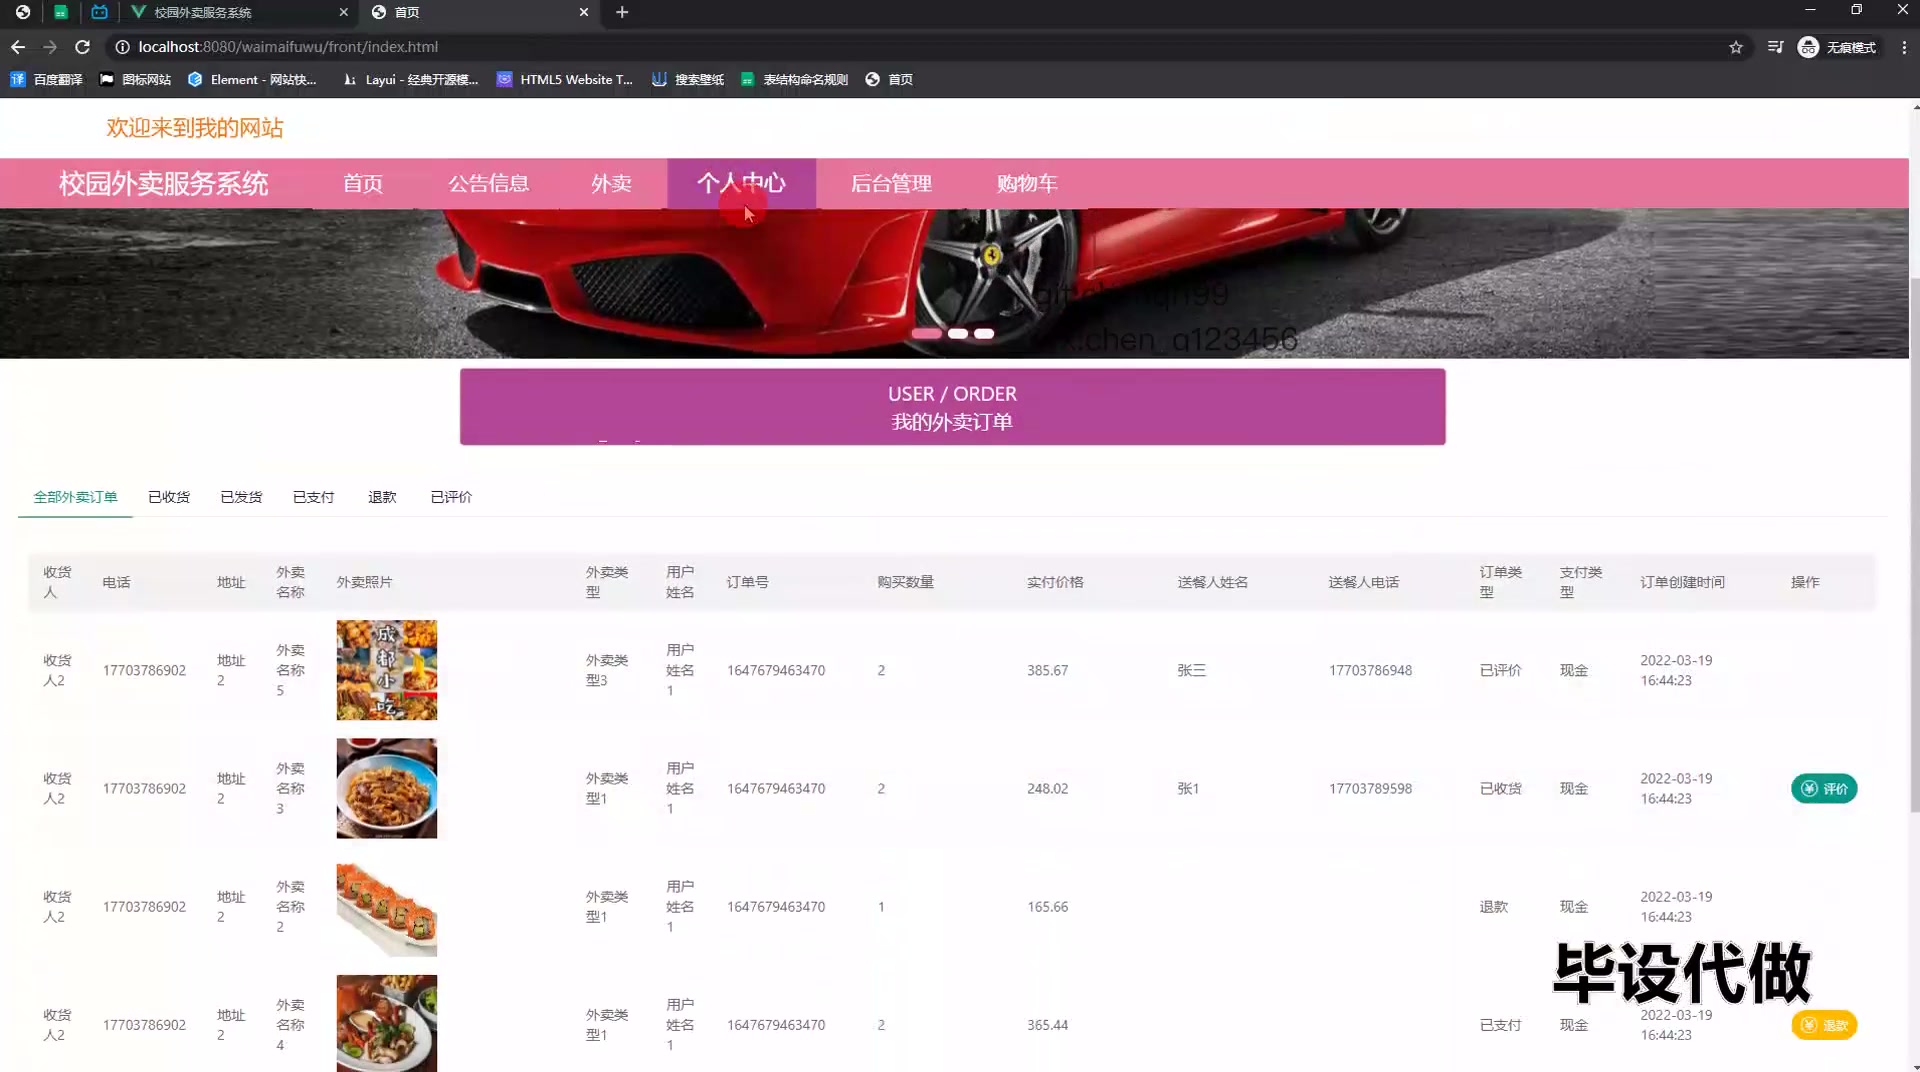 校园外卖服务系统
首页
localhost:8080/waimaifuwu/front/index.html
无痕模式
百度翻译
图标网站
Element - 网站快...
Layui - 经典开源模...
HTML5 Website T...
搜索壁纸
表结构命名规则
首页
欢迎来到我的网站
校园外卖服务系统
首页
公告信息
外卖
个人中心
后台管理
购物车
chen_q123456
USER / ORDER
我的外卖订单
全部外卖订单
已收货
已发货
已支付
退款
已评价
收货人
电话
地址
外卖名称
外卖照片
外卖类型
用户姓名
订单号
购买数量
实付价格
送餐人姓名
送餐人电话
订单类型
支付类型
订单创建时间
操作
收货人2
17703786902
地址2
外卖名称5
成都小吃
外卖类型3
用户姓名1
1647679463470
2
385.67
张三
17703786948
已评价
现金
2022-03-19 16:44:23
收货人2
17703786902
地址2
外卖名称3
外卖类型1
用户姓名1
1647679463470
2
248.02
张1
17703789598
已收货
现金
2022-03-19 16:44:23
评价
收货人2
17703786902
地址2
外卖名称2
外卖类型1
用户姓名1
1647679463470
1
165.66
退款
现金
2022-03-19 16:44:23
毕设代做
收货人2
17703786902
地址2
外卖名称4
外卖类型1
用户姓名1
1647679463470
2
365.44
已支付
现金
2022-03-19 16:44:23
退款